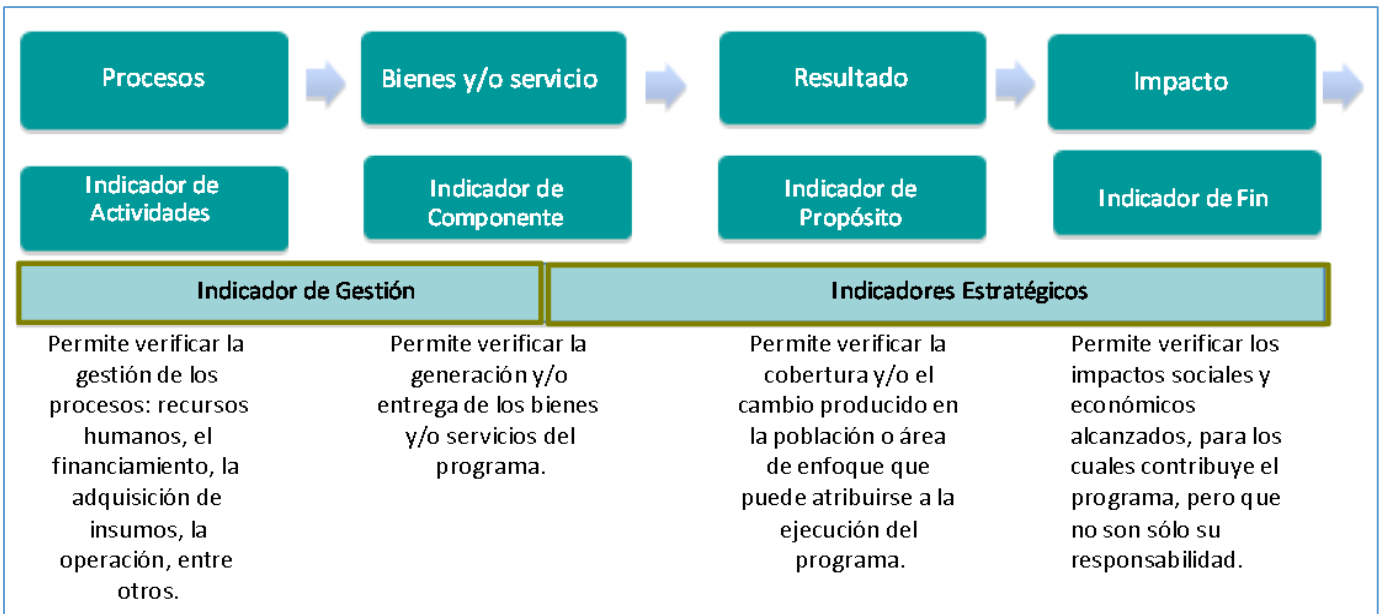 Procesos
Bienes y/o servicio
Resultado
Impacto
Indicador de
Actividades
Indicador de
Componente
Indicador de
Propósito
Indicador de Fin
Indicador de Gestión
Indicadores Estratégicos
Permite verificar la
gestión de los
procesos: recursos
humanos, el
financiamiento, la
adquisición de
insumos, la
operación, entre
otros.
Permite verificar la
generación y/o
entrega de los bienes
y/o servicios del
programa.
Permite verificar la
cobertura y/o el
cambio producido en
la población o área
de enfoque que
puede atribuirse a la
ejecución del
programa.
Permite verificar los
impactos sociales y
económicos
alcanzados, para los
cuales contribuye el
programa, pero que
no son sólo su
responsabilidad.